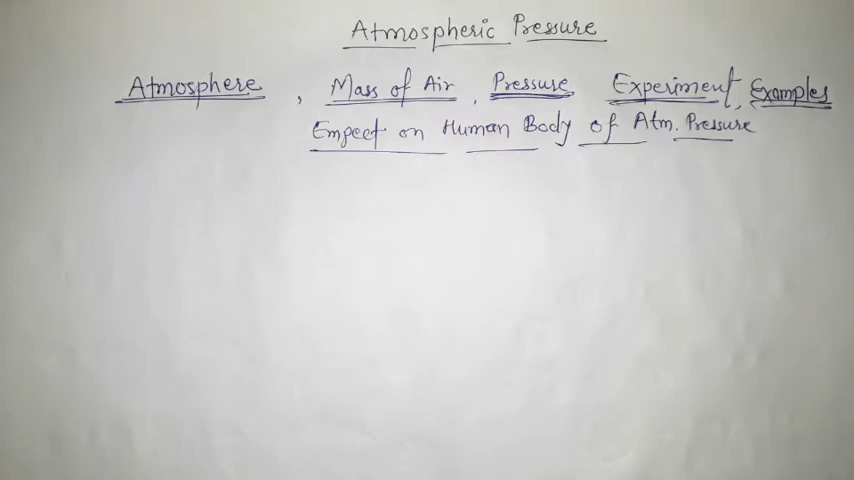 Atmospheric Pressure
Atmosphere, Mass of Air, Pressure Experiment, Examples
Empect on Human Body of Atm. Pressure